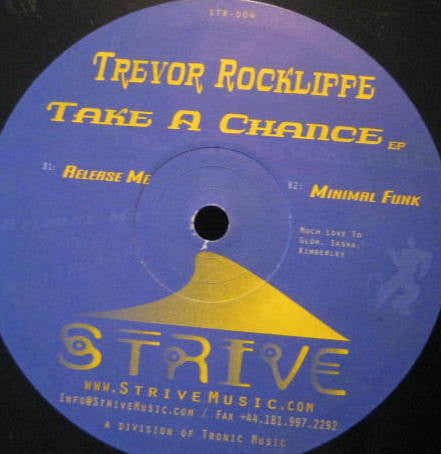 STR-004
TREVOR ROCKLIFFE
TAKE A CHANCE EP
B1: RELEASE ME
B2: MINIMAL FUNK
MUCH LOVE TO
GLOR, SASHA,
KIMBERLEY
STRIVE
WWW.STRIVEMUSIC.COM
INFO@STRIVEMUSIC.COM / FAX +44.181.997.2292
A DIVISION OF TRONIC MUSIC